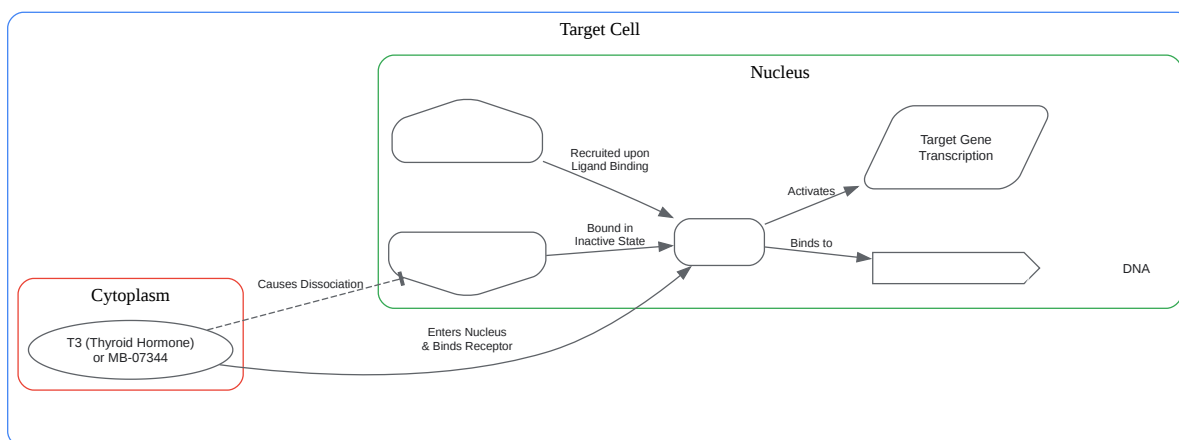 Target Cell
Nucleus
Target Gene
Transcription
Recruited upon
Ligand Binding
Activates
Bound in
Inactive State
Binds to
DNA
Causes Dissociation
Cytoplasm
T3 (Thyroid Hormone)
or MB-07344
Enters Nucleus
& Binds Receptor